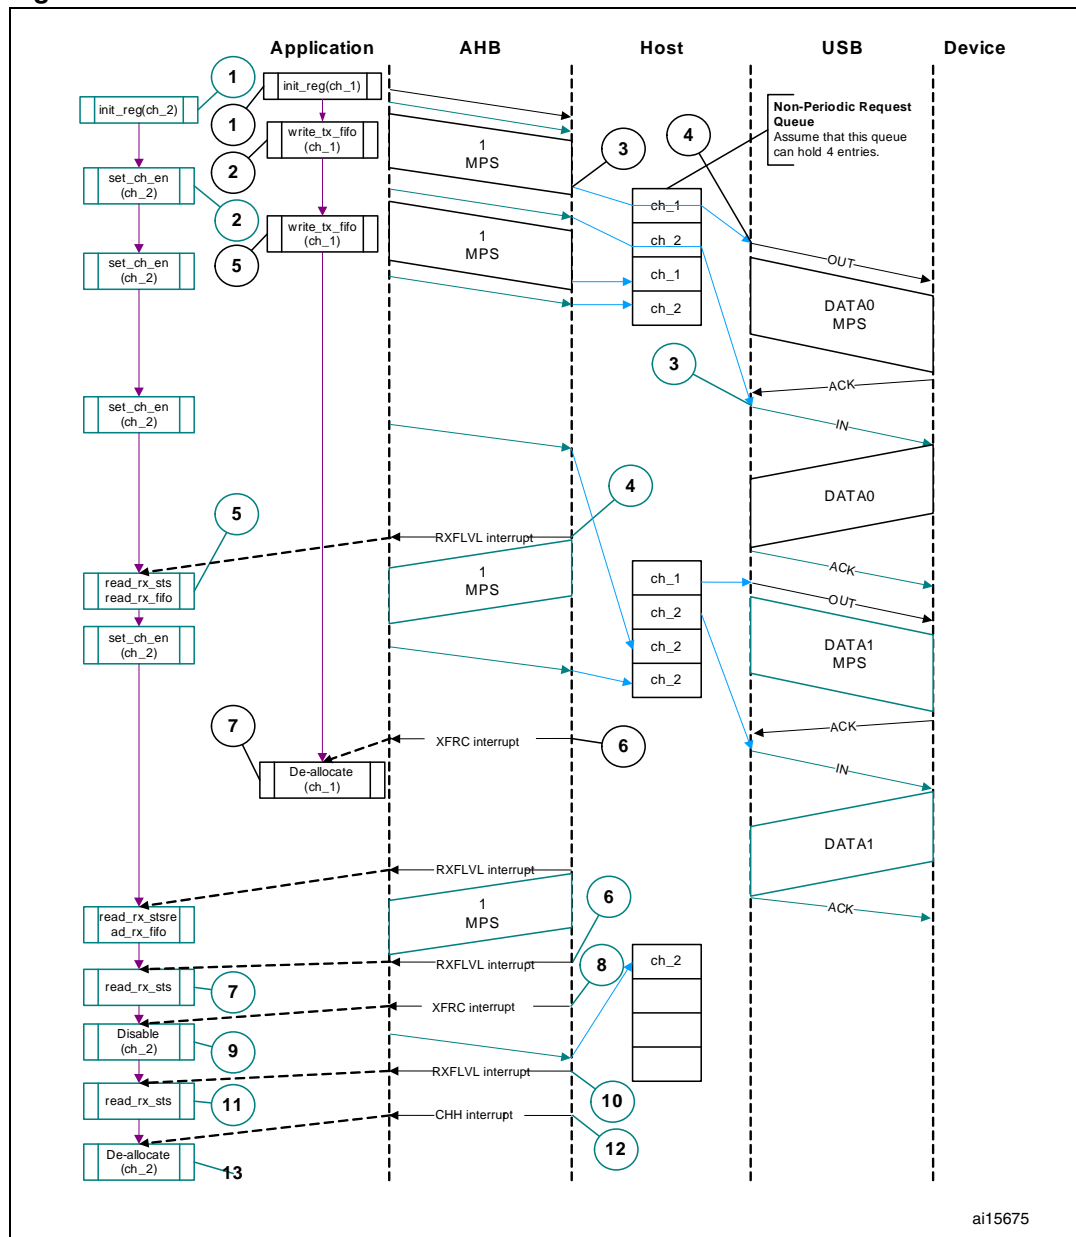 Application AHB Host USB Device
1
init_reg(ch_1)
init_reg(ch_2)
1
Non-Periodic Request
Queue
Assume that this queue
can hold 4 entries.
write_tx_fifo
(ch_1)
1
MPS
3
4
2
set_ch_en
(ch_2)
2
ch_1
write_tx_fifo
(ch_1)
5
1
MPS
ch_2
set_ch_en
(ch_2)
OUT
ch_1
ch_2
DATA0
MPS
3
ACK
set_ch_en
(ch_2)
IN
4
DATA0
5
RXFLVL interrupt
ACK
read_rx_sts
read_rx_fifo
1
MPS
ch_1
OUT
ch_2
set_ch_en
(ch_2)
ch_2
DATA1
MPS
ch_2
7
ACK
XFRC interrupt
6
De-allocate
(ch_1)
IN
DATA1
RXFLVL interrupt
6
read_rx_stsre
ad_rx_fifo
1
MPS
ACK
RXFLVL interrupt
8
ch_2
read_rx_sts
7
XFRC interrupt
Disable
(ch_2)
9
RXFLVL interrupt
read_rx_sts
11
10
CHH interrupt
De-allocate
(ch_2)
12
13
ai15675